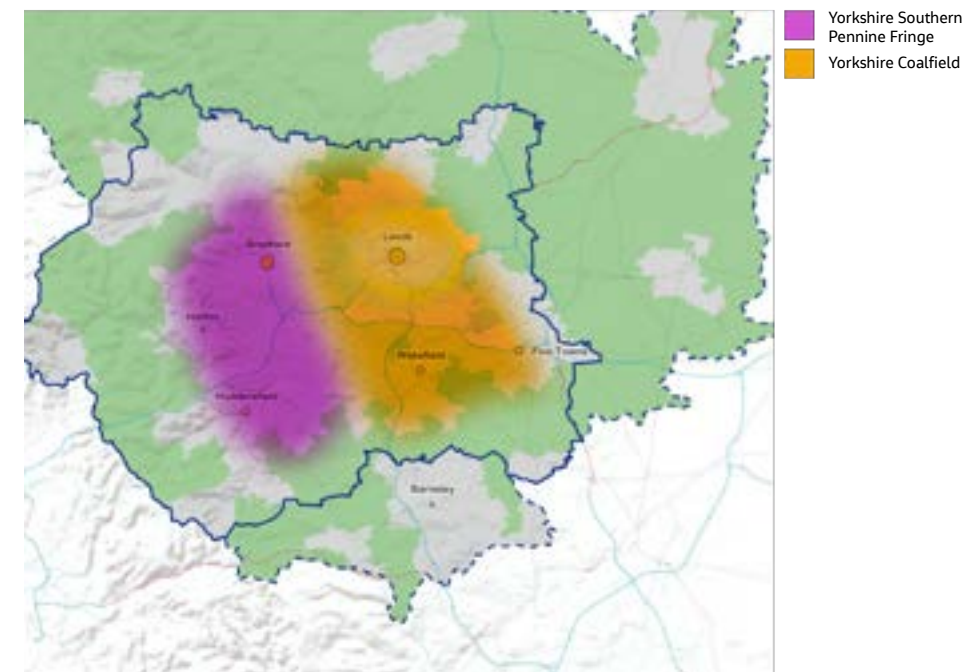 Yorkshire Southern
Pennine Fringe
Yorkshire Coalfield
Leeds
Bradford
Halifax
Wakefield
Five Towns
Huddersfield
Barnsley